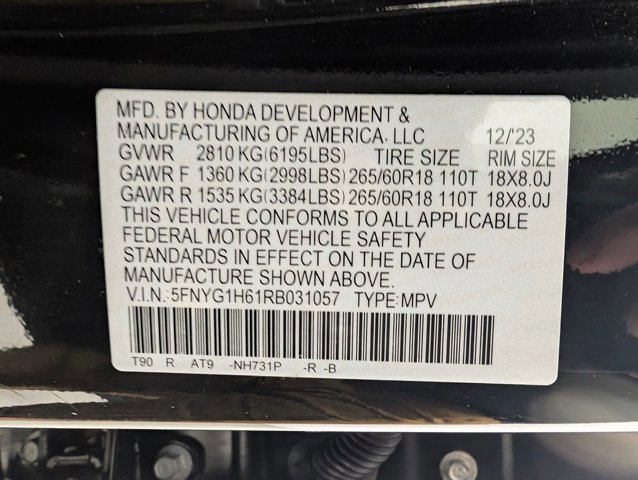 MFD. BY HONDA DEVELOPMENT &
MANUFACTURING OF AMERICA, LLC 12/'23
GVWR 2810 KG(6195LBS) TIRE SIZE RIM SIZE
GAWR F 1360 KG(2998LBS) 265/60R18 110T 18X8.0J
GAWR R 1535 KG(3384LBS) 265/60R18 110T 18X8.0J
THIS VEHICLE CONFORMS TO ALL APPLICABLE
FEDERAL MOTOR VEHICLE SAFETY
STANDARDS IN EFFECT ON THE DATE OF
MANUFACTURE SHOWN ABOVE.
V.I.N.:5FNYG1H61RB031057 TYPE:MPV
T90 R AT9 -NH731P -R -B